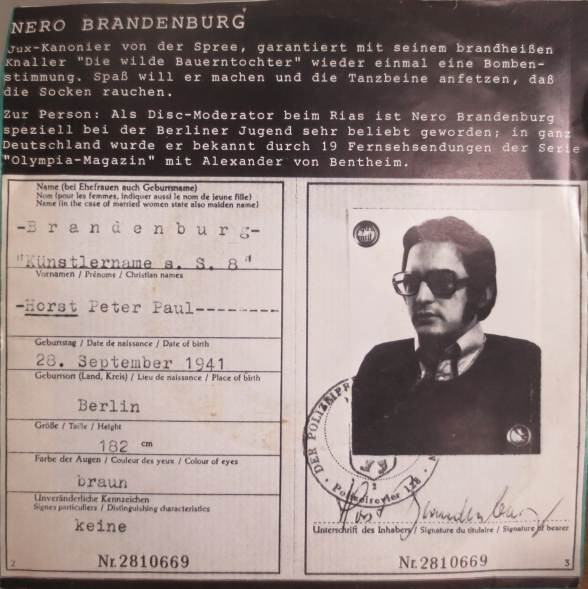 NERO BRANDENBURG
Jux-Kanonier von der Spree, garantiert mit seinem brandheißen
Knaller "Die wilde Bauerntochter" wieder einmal eine Bomben-
stimmung. Spaß will er machen und die Tanzbeine anfetzen, daß
die Socken rauchen.
Zur Person: Als Disc-Moderator beim Rias ist Nero Brandenburg
speziell bei der Berliner Jugend sehr beliebt geworden; in ganz
Deutschland wurde er bekannt durch 19 Fernsehsendungen der Serie
"Olympia-Magazin" mit Alexander von Bentheim.
Name (bei Ehefrauen auch Geburtsname)
Nom (pour les femmes, indiquer aussi le nom de jeune fille)
Name (in the case of married women state also maiden name)
-Brandenburg-
"Künstlername s. S. 8"
Vornamen / Prénoms / Christian names
-Horst Peter Paul--------
Geburtstag / Date de naissance / Date of birth
28. September 1941
Geburtsort (Land, Kreis) / Lieu de naissance / Place of birth
Berlin
Größe / Taille / Height
182 cm
Farbe der Augen / Couleur des yeux / Colour of eyes
braun
Unveränderliche Kennzeichen
Signes particuliers / Distinguishing characteristics
keine
2
Nr. 2810669
DER POLIZEIPR
Polizeirevier 128
Brandenburg
Unterschrift des Inhabers / Signature du titulaire / Signature of bearer
Nr. 2810669
3